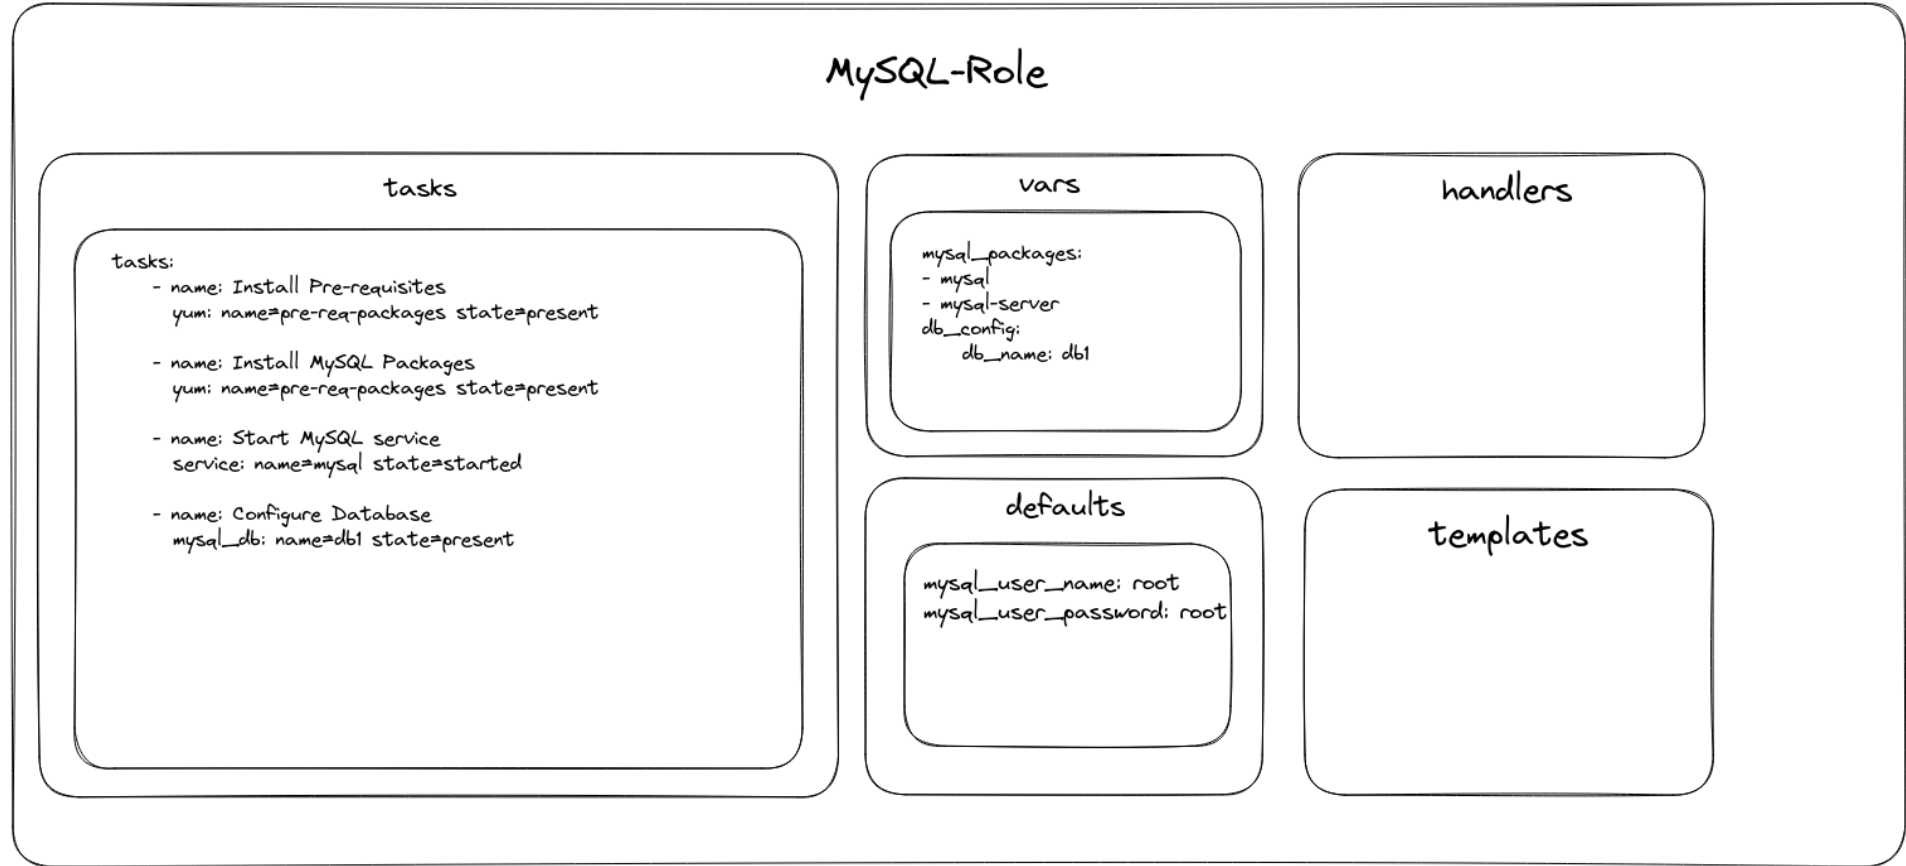 MySQL-Role
tasks
tasks:
- name: Install Pre-requisites
yum: name=pre-req-packages state=present
- name: Install MySQL Packages
yum: name=pre-req-packages state=present
- name: Start MySQL service
service: name=mysql state=started
- name: Configure Database
mysql_db: name=db1 state=present
vars
mysql_packages:
- mysql
- mysql-server
db_config:
db_name: db1
handlers
defaults
mysql_user_name: root
mysql_user_password: root
templates